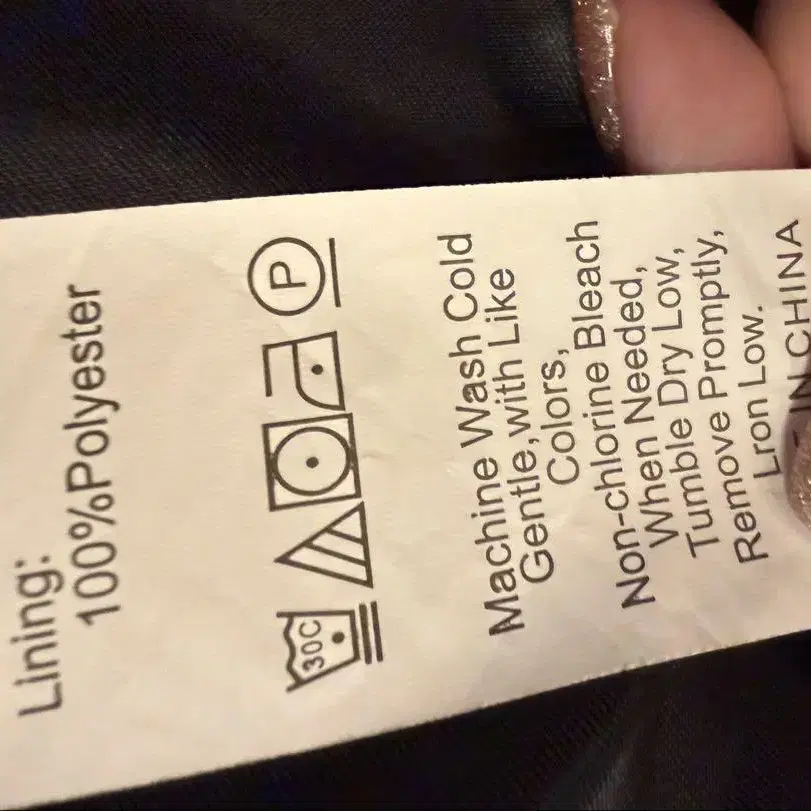 Lining:
100%Polyester
30C
P
Machine Wash Cold
Gentle,with Like
Colors,
Non-chlorine Bleach
When Needed,
Tumble Dry Low,
Remove Promptly,
Lron Low.
IN CHINA